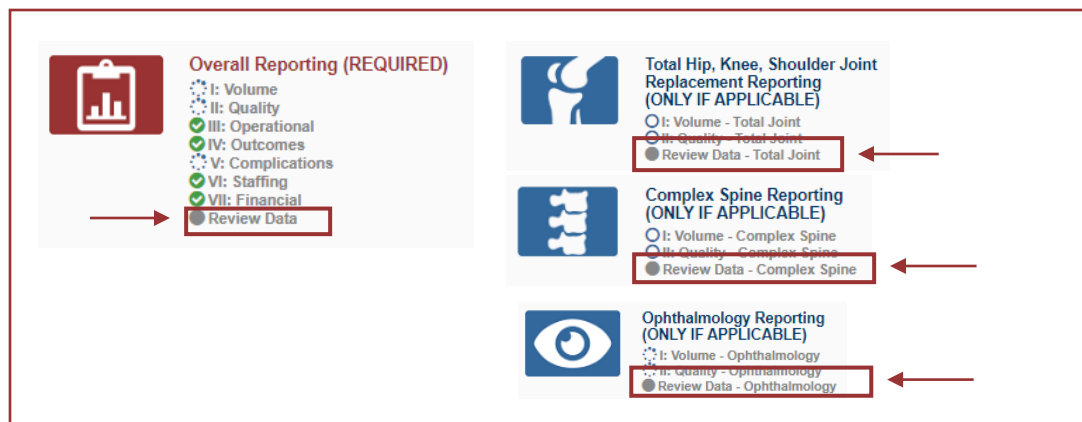 Overall Reporting (REQUIRED)
I: Volume
II: Quality
III: Operational
IV: Outcomes
V: Complications
VI: Staffing
VII: Financial
Review Data
Total Hip, Knee, Shoulder Joint
Replacement Reporting
(ONLY IF APPLICABLE)
I: Volume - Total Joint
II: Quality - Total Joint
Review Data - Total Joint
Complex Spine Reporting
(ONLY IF APPLICABLE)
I: Volume - Complex Spine
II: Quality - Complex Spine
Review Data - Complex Spine
Ophthalmology Reporting
(ONLY IF APPLICABLE)
I: Volume - Ophthalmology
II: Quality - Ophthalmology
Review Data - Ophthalmology